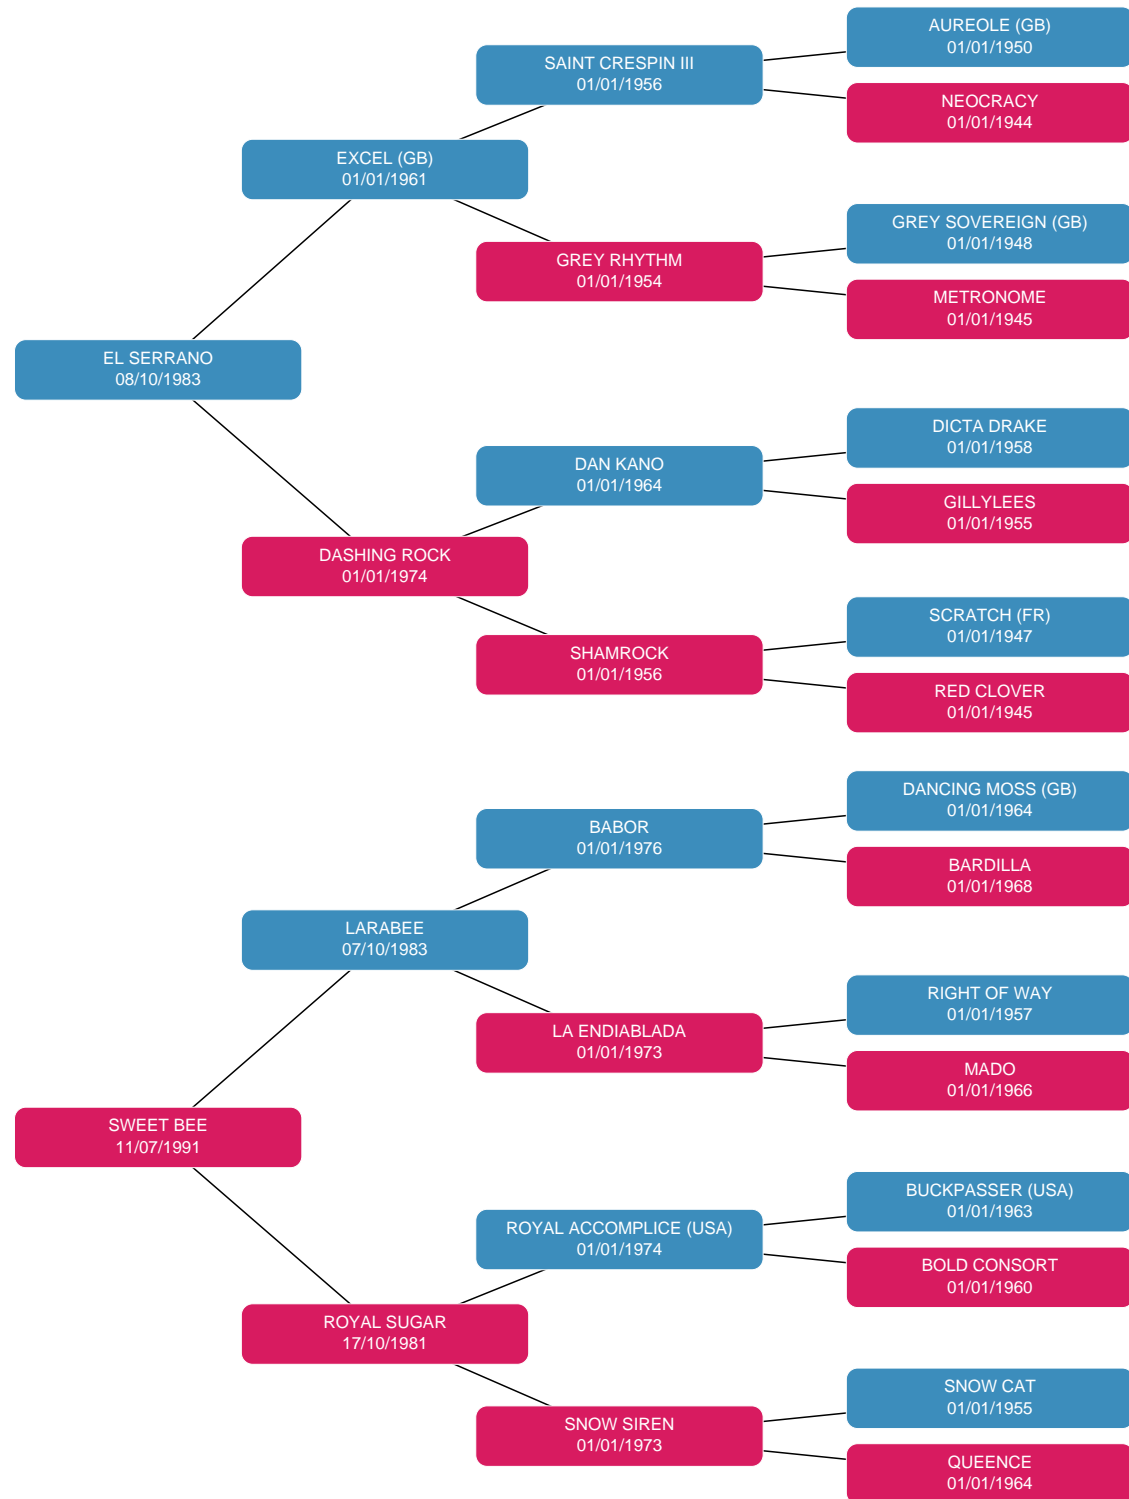 AUREOLE (GB)
01/01/1950
SAINT CRESPIN III
01/01/1956
NEOCRACY
01/01/1944
EXCEL (GB)
01/01/1961
GREY SOVEREIGN (GB)
01/01/1948
GREY RHYTHM
01/01/1954
METRONOME
01/01/1945
EL SERRANO
08/10/1983
DICTA DRAKE
01/01/1958
DAN KANO
01/01/1964
GILLYLEES
01/01/1955
DASHING ROCK
01/01/1974
SCRATCH (FR)
01/01/1947
SHAMROCK
01/01/1956
RED CLOVER
01/01/1945
DANCING MOSS (GB)
01/01/1964
BABOR
01/01/1976
BARDILLA
01/01/1968
LARABEE
07/10/1983
RIGHT OF WAY
01/01/1957
LA ENDIABLADA
01/01/1973
MADO
01/01/1966
SWEET BEE
11/07/1991
BUCKPASSER (USA)
01/01/1963
ROYAL ACCOMPLICE (USA)
01/01/1974
BOLD CONSORT
01/01/1960
ROYAL SUGAR
17/10/1981
SNOW CAT
01/01/1955
SNOW SIREN
01/01/1973
QUEENCE
01/01/1964